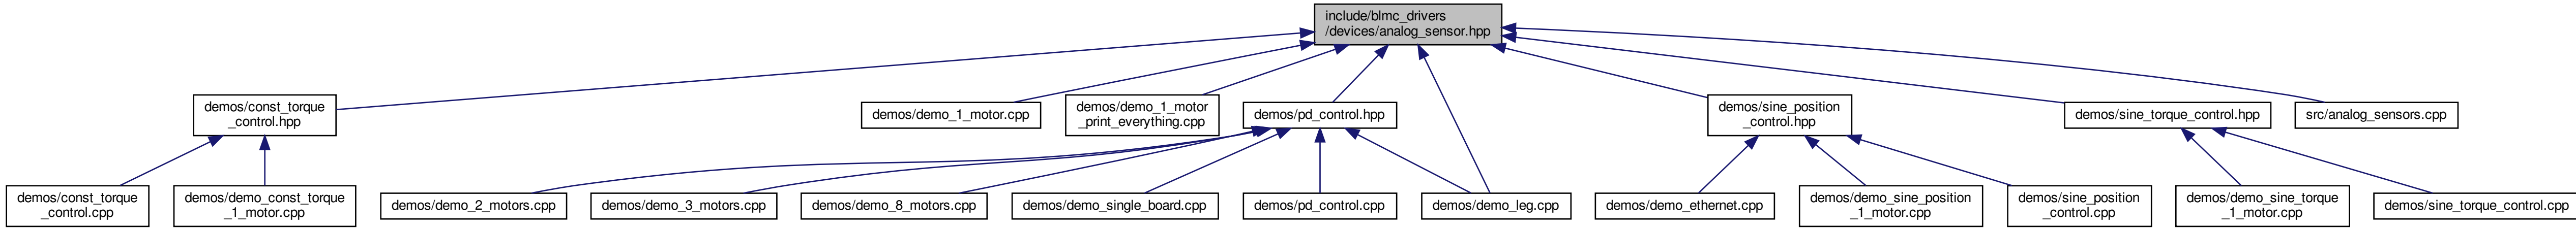 include/blmc_drivers
/devices/analog_sensor.hpp
demos/const_torque
_control.hpp
demos/demo_1_motor.cpp
demos/demo_1_motor
_print_everything.cpp
demos/pd_control.hpp
demos/sine_position
_control.hpp
demos/sine_torque_control.hpp
src/analog_sensors.cpp
demos/const_torque
_control.cpp
demos/demo_const_torque
_1_motor.cpp
demos/demo_2_motors.cpp
demos/demo_3_motors.cpp
demos/demo_8_motors.cpp
demos/demo_single_board.cpp
demos/pd_control.cpp
demos/demo_leg.cpp
demos/demo_ethernet.cpp
demos/demo_sine_position
_1_motor.cpp
demos/sine_position
_control.cpp
demos/demo_sine_torque
_1_motor.cpp
demos/sine_torque_control.cpp